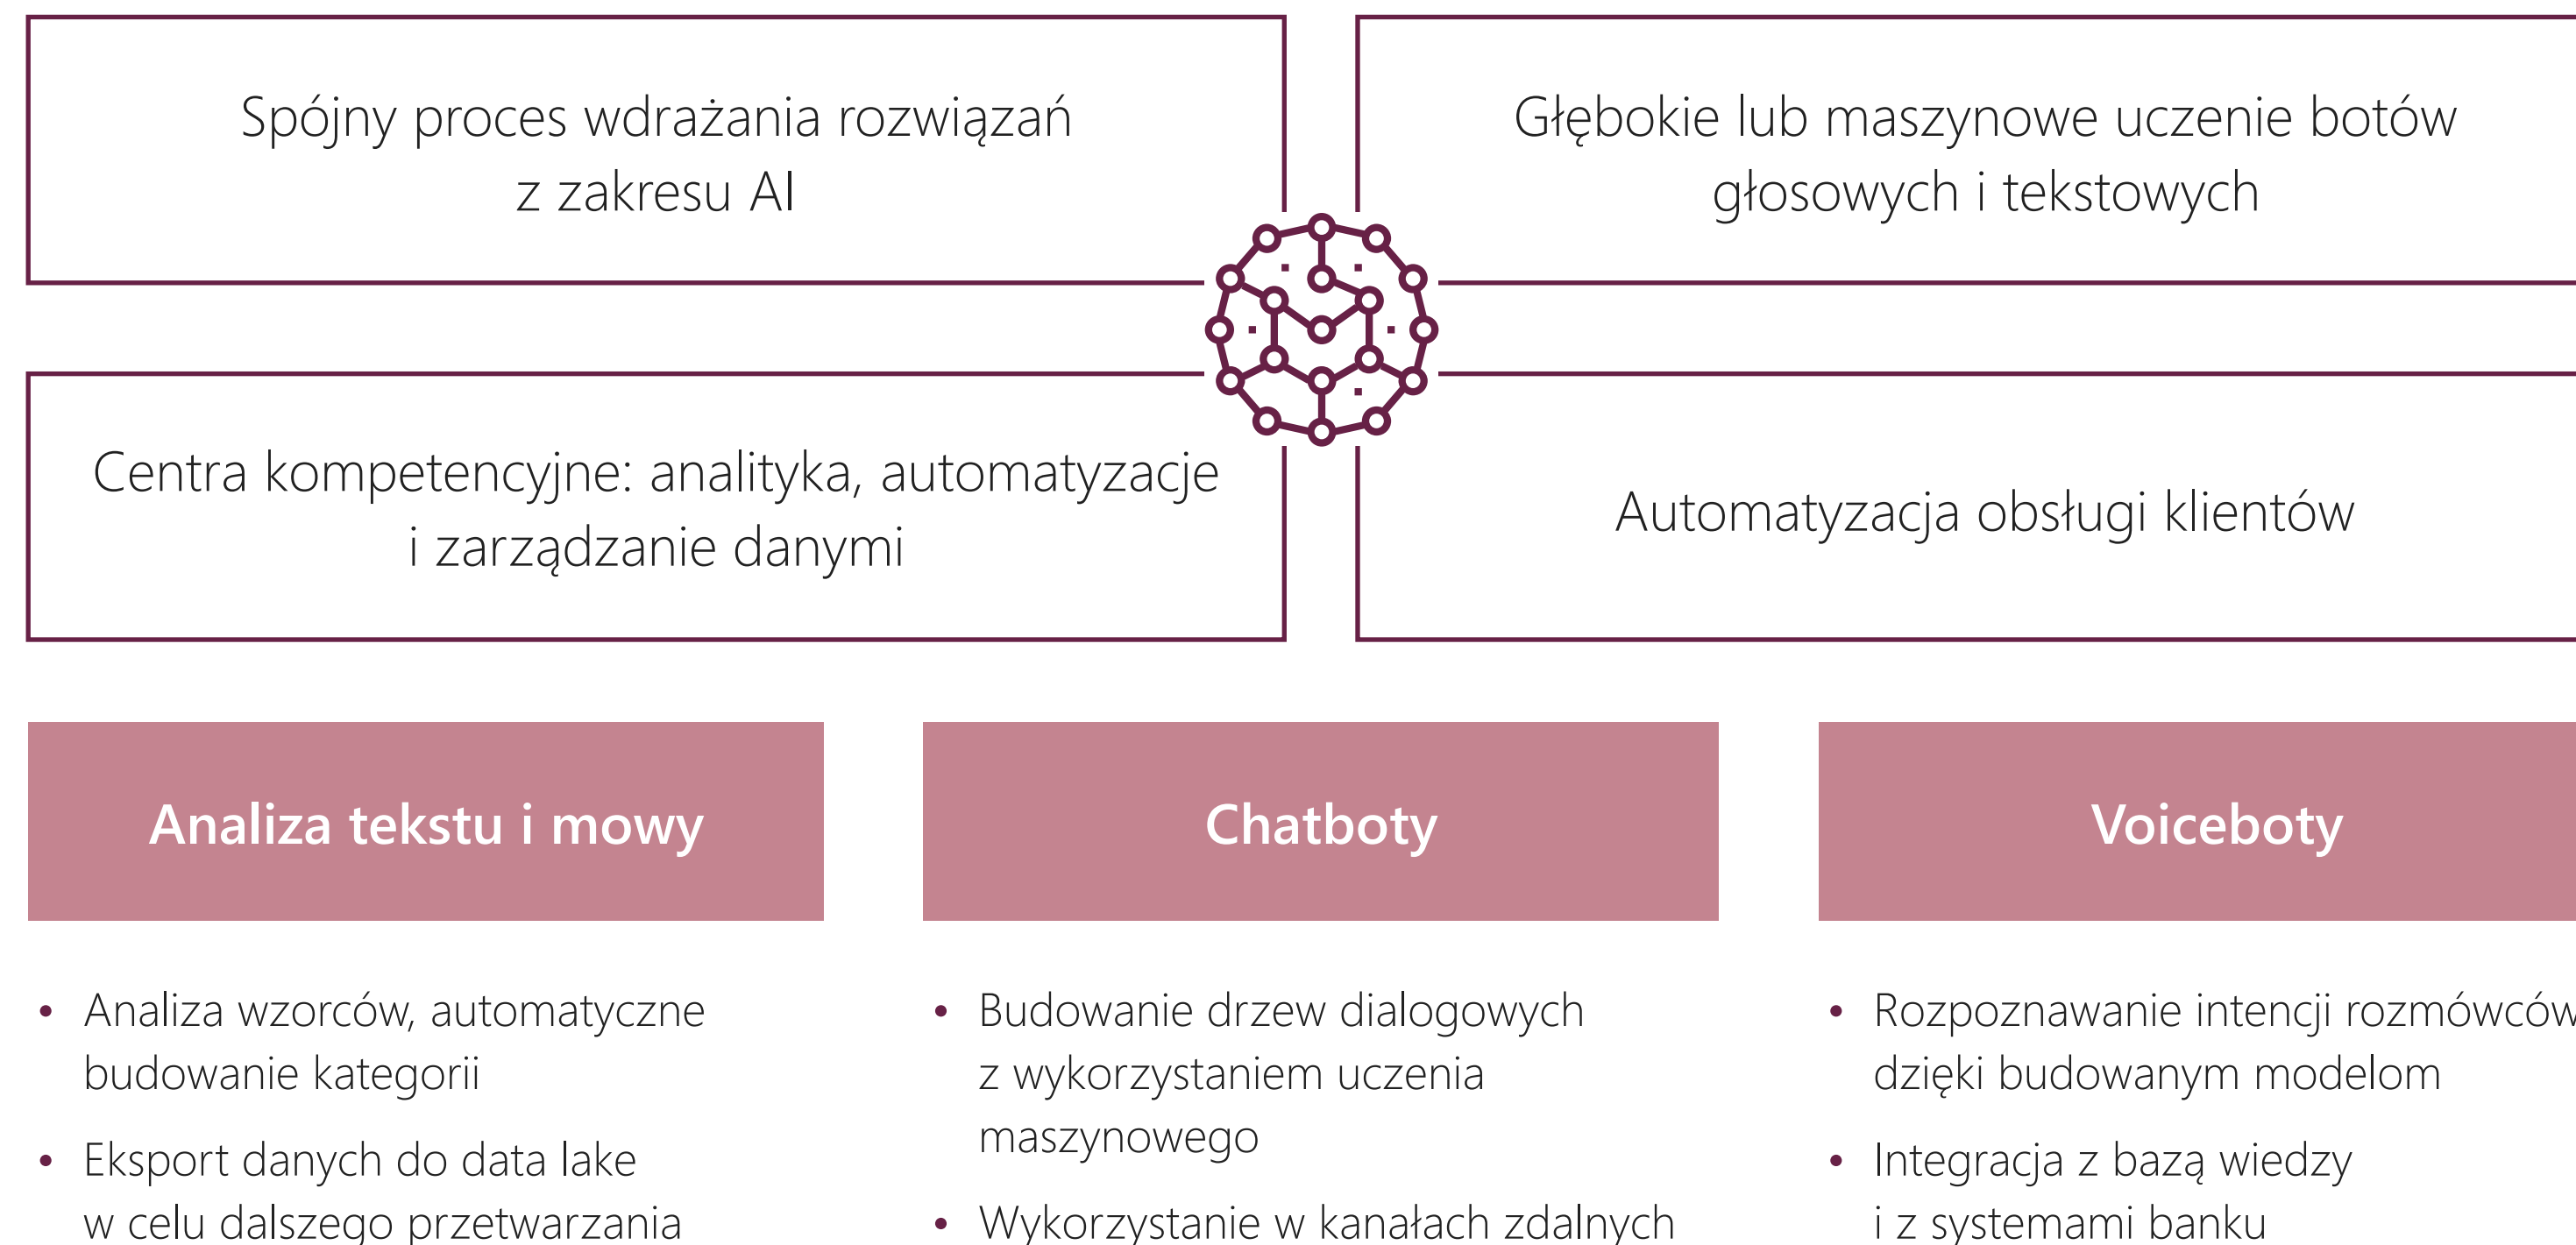 Spójny proces wdrażania rozwiązań
z zakresu AI
Głębokie lub maszynowe uczenie botów
głosowych i tekstowych
Centra kompetencyjne: analityka, automatyzacje
i zarządzanie danymi
Automatyzacja obsługi klientów
Analiza tekstu i mowy
• Analiza wzorców, automatyczne
budowanie kategorii
• Eksport danych do data lake
w celu dalszego przetwarzania
Chatboty
• Budowanie drzew dialogowych
z wykorzystaniem uczenia
maszynowego
• Wykorzystanie w kanałach zdalnych
Voiceboty
• Rozpoznawanie intencji rozmówców
dzięki budowanym modelom
• Integracja z bazą wiedzy
i z systemami banku